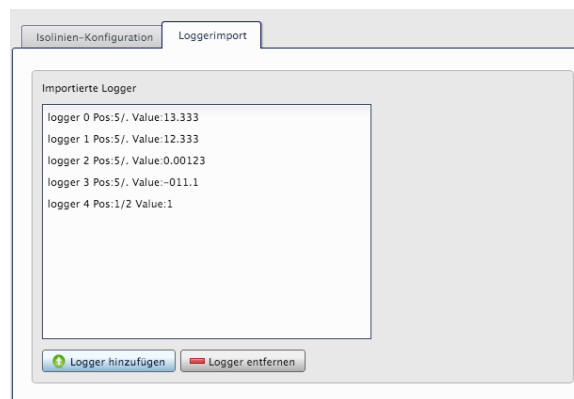 Isolinien-Konfiguration Loggerimport
Importierte Logger
logger 0 Pos:5/. Value:13.333
logger 1 Pos:5/. Value:12.333
logger 2 Pos:5/. Value:0.00123
logger 3 Pos:5/. Value:-011.1
logger 4 Pos:1/2 Value:1
Logger hinzufügen Logger entfernen